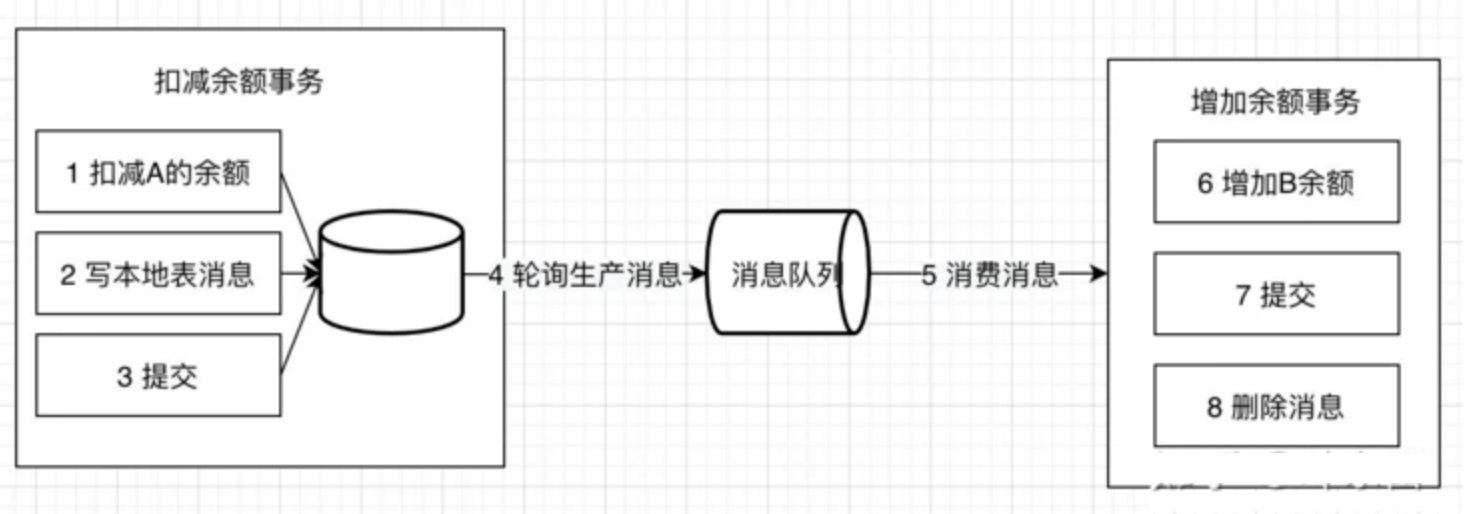 扣减余额事务
1 扣减A的余额
2 写本地表消息
3 提交
4 轮询生产消息
消息队列
5 消费消息
增加余额事务
6 增加B余额
7 提交
8 删除消息